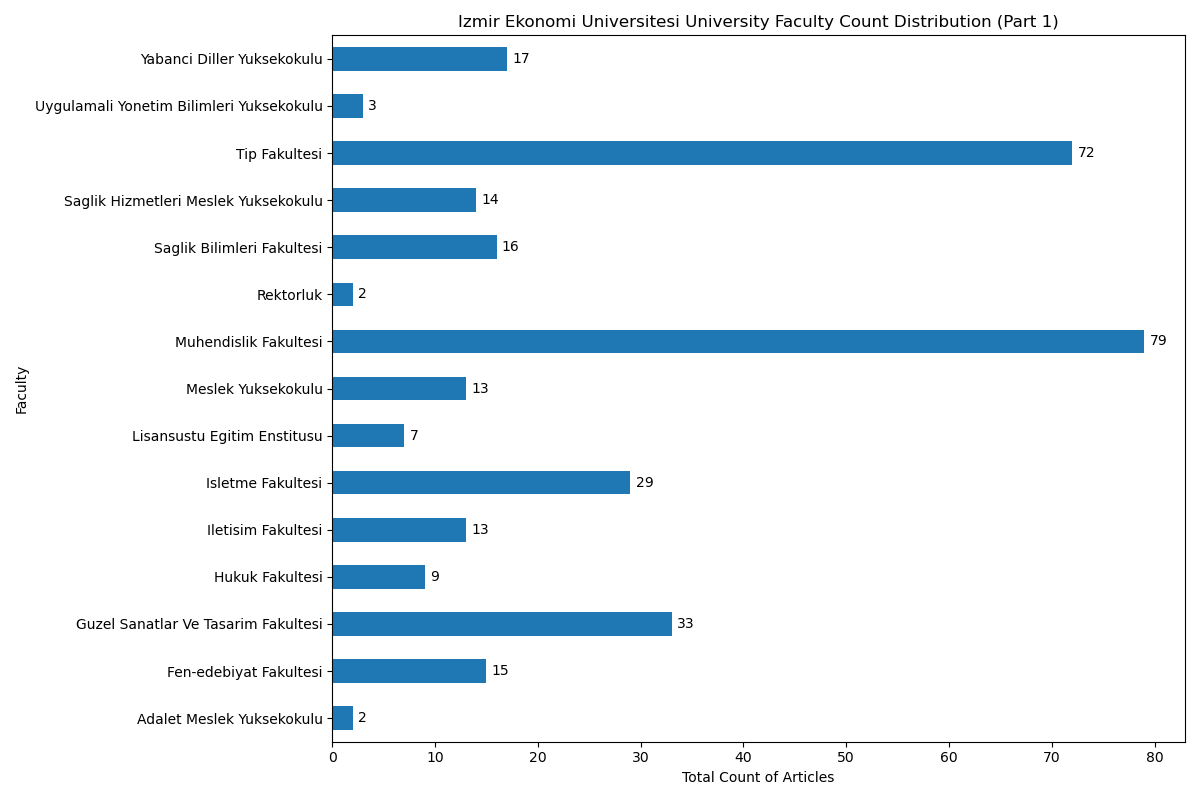 Izmir Ekonomi Universitesi University Faculty Count Distribution (Part 1)
Yabanci Diller Yuksekokulu 17
Uygulamali Yonetim Bilimleri Yuksekokulu 3
Tip Fakultesi 72
Saglik Hizmetleri Meslek Yuksekokulu 14
Saglik Bilimleri Fakultesi 16
Rektorluk 2
Muhendislik Fakultesi 79
Meslek Yuksekokulu 13
Lisansustu Egitim Enstitusu 7
Isletme Fakultesi 29
Iletisim Fakultesi 13
Hukuk Fakultesi 9
Guzel Sanatlar Ve Tasarim Fakultesi 33
Fen-edebiyat Fakultesi 15
Adalet Meslek Yuksekokulu 2
Faculty
0 10 20 30 40 50 60 70 80
Total Count of Articles